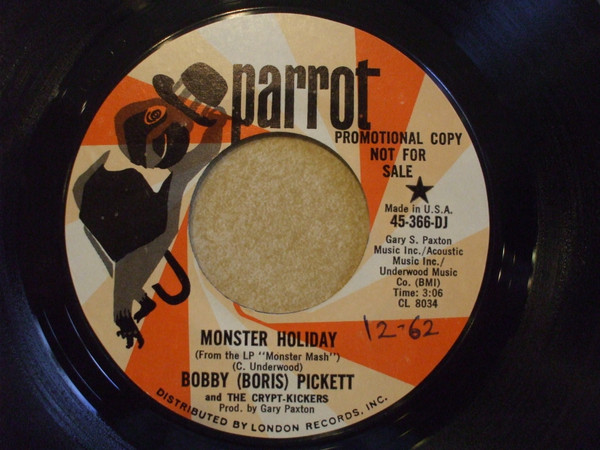 parrot
PROMOTIONAL COPY
NOT FOR
SALE
Made in U.S.A.
45-366-DJ
Gary S. Paxton
Music Inc./Acoustic
Music Inc./
Underwood Music
Co. (BMI)
Time: 3:06
CL 8034
12-62
MONSTER HOLIDAY
(From the LP "Monster Mash")
(C. Underwood)
BOBBY (BORIS) PICKETT
and THE CRYPT-KICKERS
Prod. by Gary Paxton
DISTRIBUTED BY LONDON RECORDS, INC.